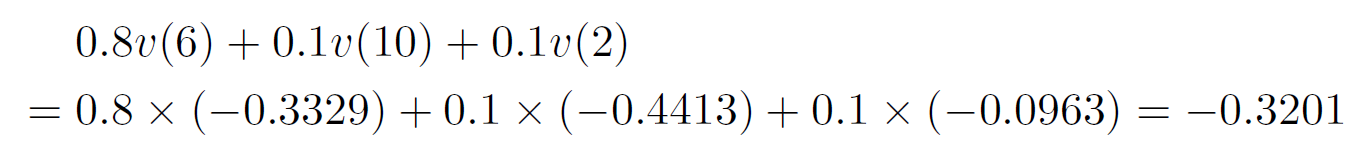 0.8v(6) + 0.1v(10) + 0.1v(2)
= 0.8 × (−0.3329) + 0.1 × (−0.4413) + 0.1 × (−0.0963) = −0.3201